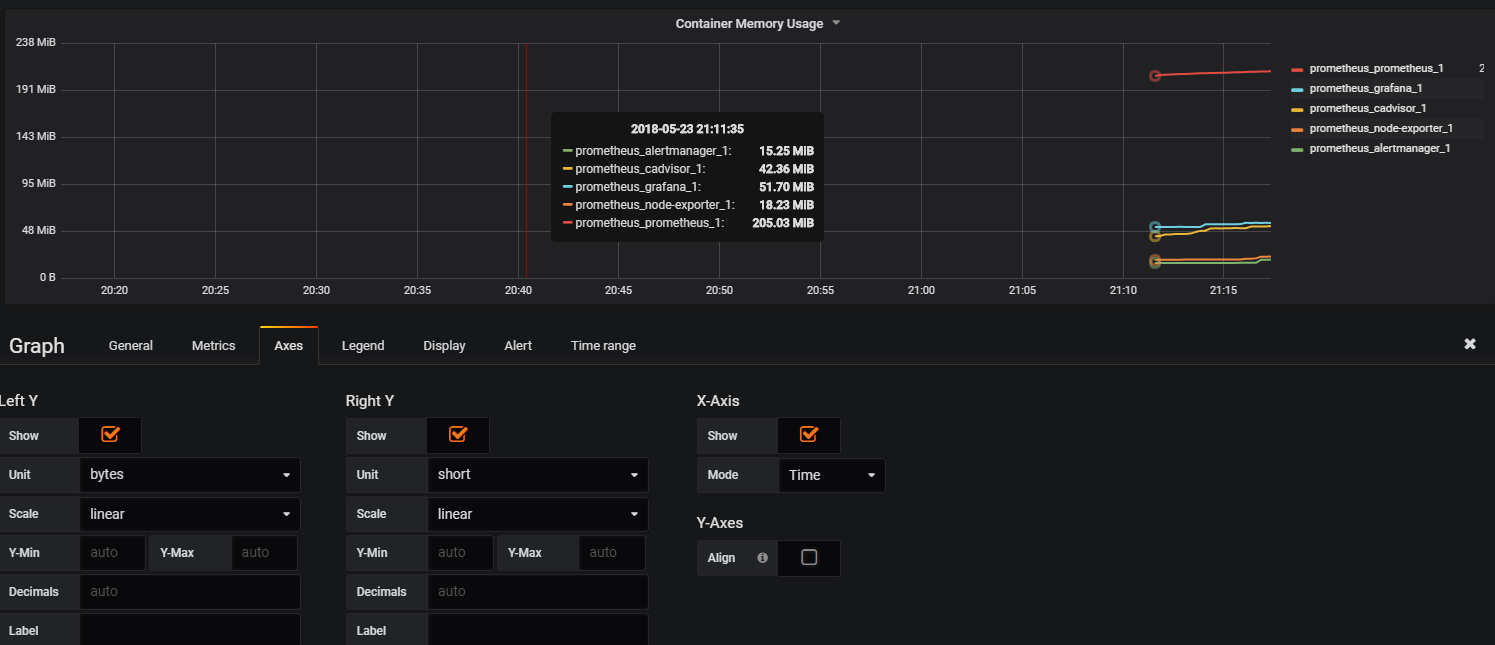 Container Memory Usage
238 MiB
191 MiB
143 MiB
95 MiB
48 MiB
0 B
20:20 20:25 20:30 20:35 20:40 20:45 20:50 20:55 21:00 21:05 21:10 21:15
2018-05-23 21:11:35
prometheus_alertmanager_1: 15.25 MiB
prometheus_cadvisor_1: 42.36 MiB
prometheus_grafana_1: 51.70 MiB
prometheus_node-exporter_1: 18.23 MiB
prometheus_prometheus_1: 205.03 MiB
prometheus_prometheus_1 2
prometheus_grafana_1
prometheus_cadvisor_1
prometheus_node-exporter_1
prometheus_alertmanager_1
Graph General Metrics Axes Legend Display Alert Time range
Left Y
Show
Unit bytes
Scale linear
Y-Min auto Y-Max auto
Decimals auto
Label
Right Y
Show
Unit short
Scale linear
Y-Min auto Y-Max auto
Decimals auto
Label
X-Axis
Show
Mode Time
Y-Axes
Align